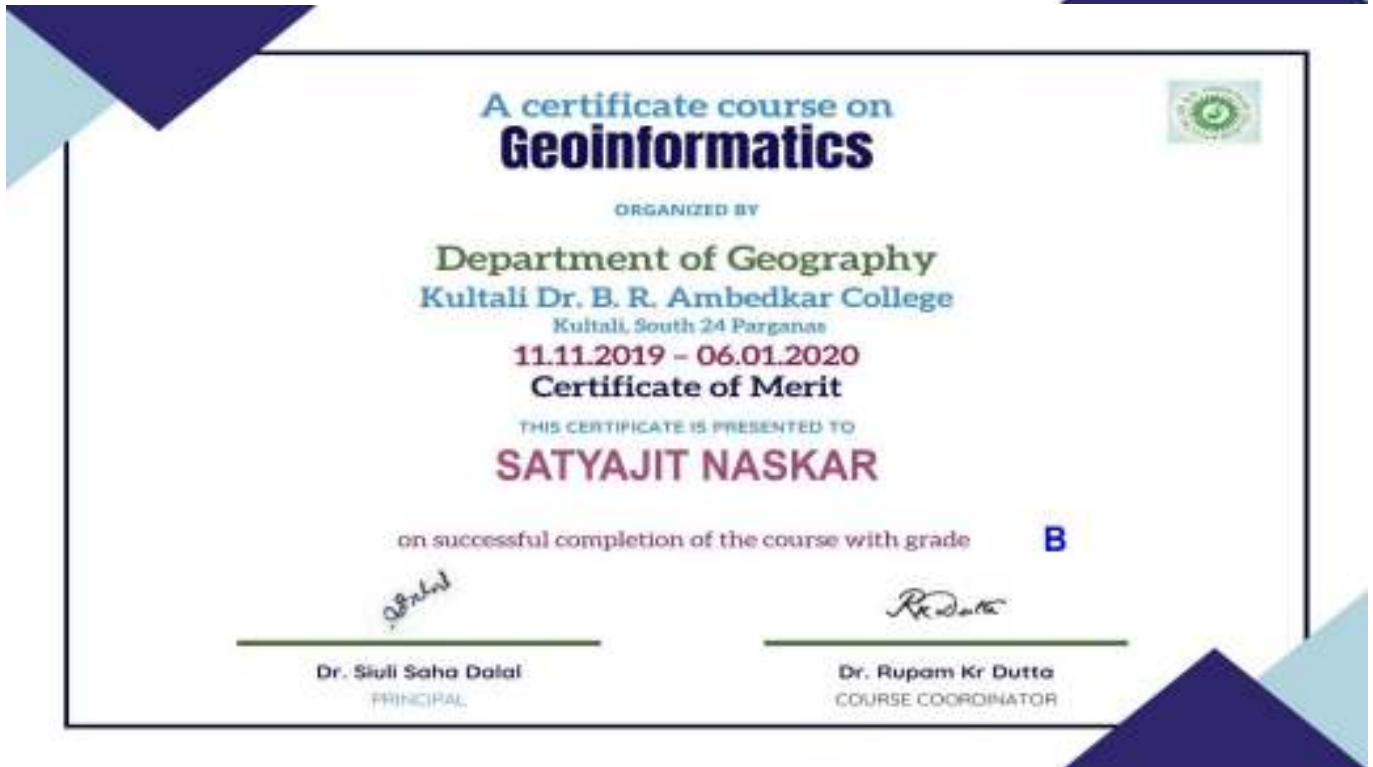 A certificate course on
Geoinformatics
ORGANIZED BY
Department of Geography
Kultali Dr. B. R. Ambedkar College
Kultali, South 24 Parganas
11.11.2019 – 06.01.2020
Certificate of Merit
THIS CERTIFICATE IS PRESENTED TO
SATYAJIT NASKAR
on successful completion of the course with grade B
RKDutta
Dr. Siuli Saha Dalal
Dr. Rupam Kr Dutta
PRINCIPAL
COURSE COORDINATOR